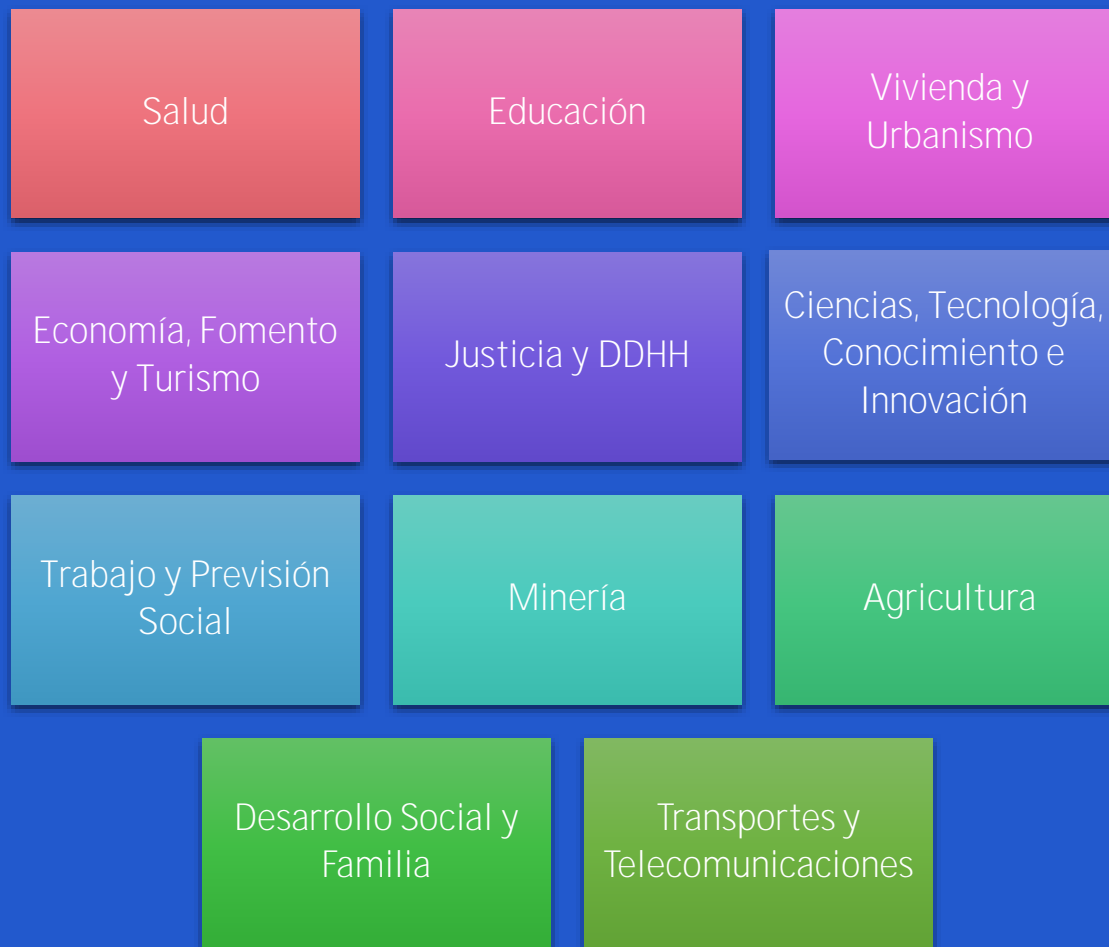 Salud
Educación
Vivienda y
Urbanismo
Economía, Fomento
y Turismo
Justicia y DDHH
Ciencias, Tecnología,
Conocimiento e
Innovación
Trabajo y Previsión
Social
Minería
Agricultura
Desarrollo Social y
Familia
Transportes y
Telecomunicaciones